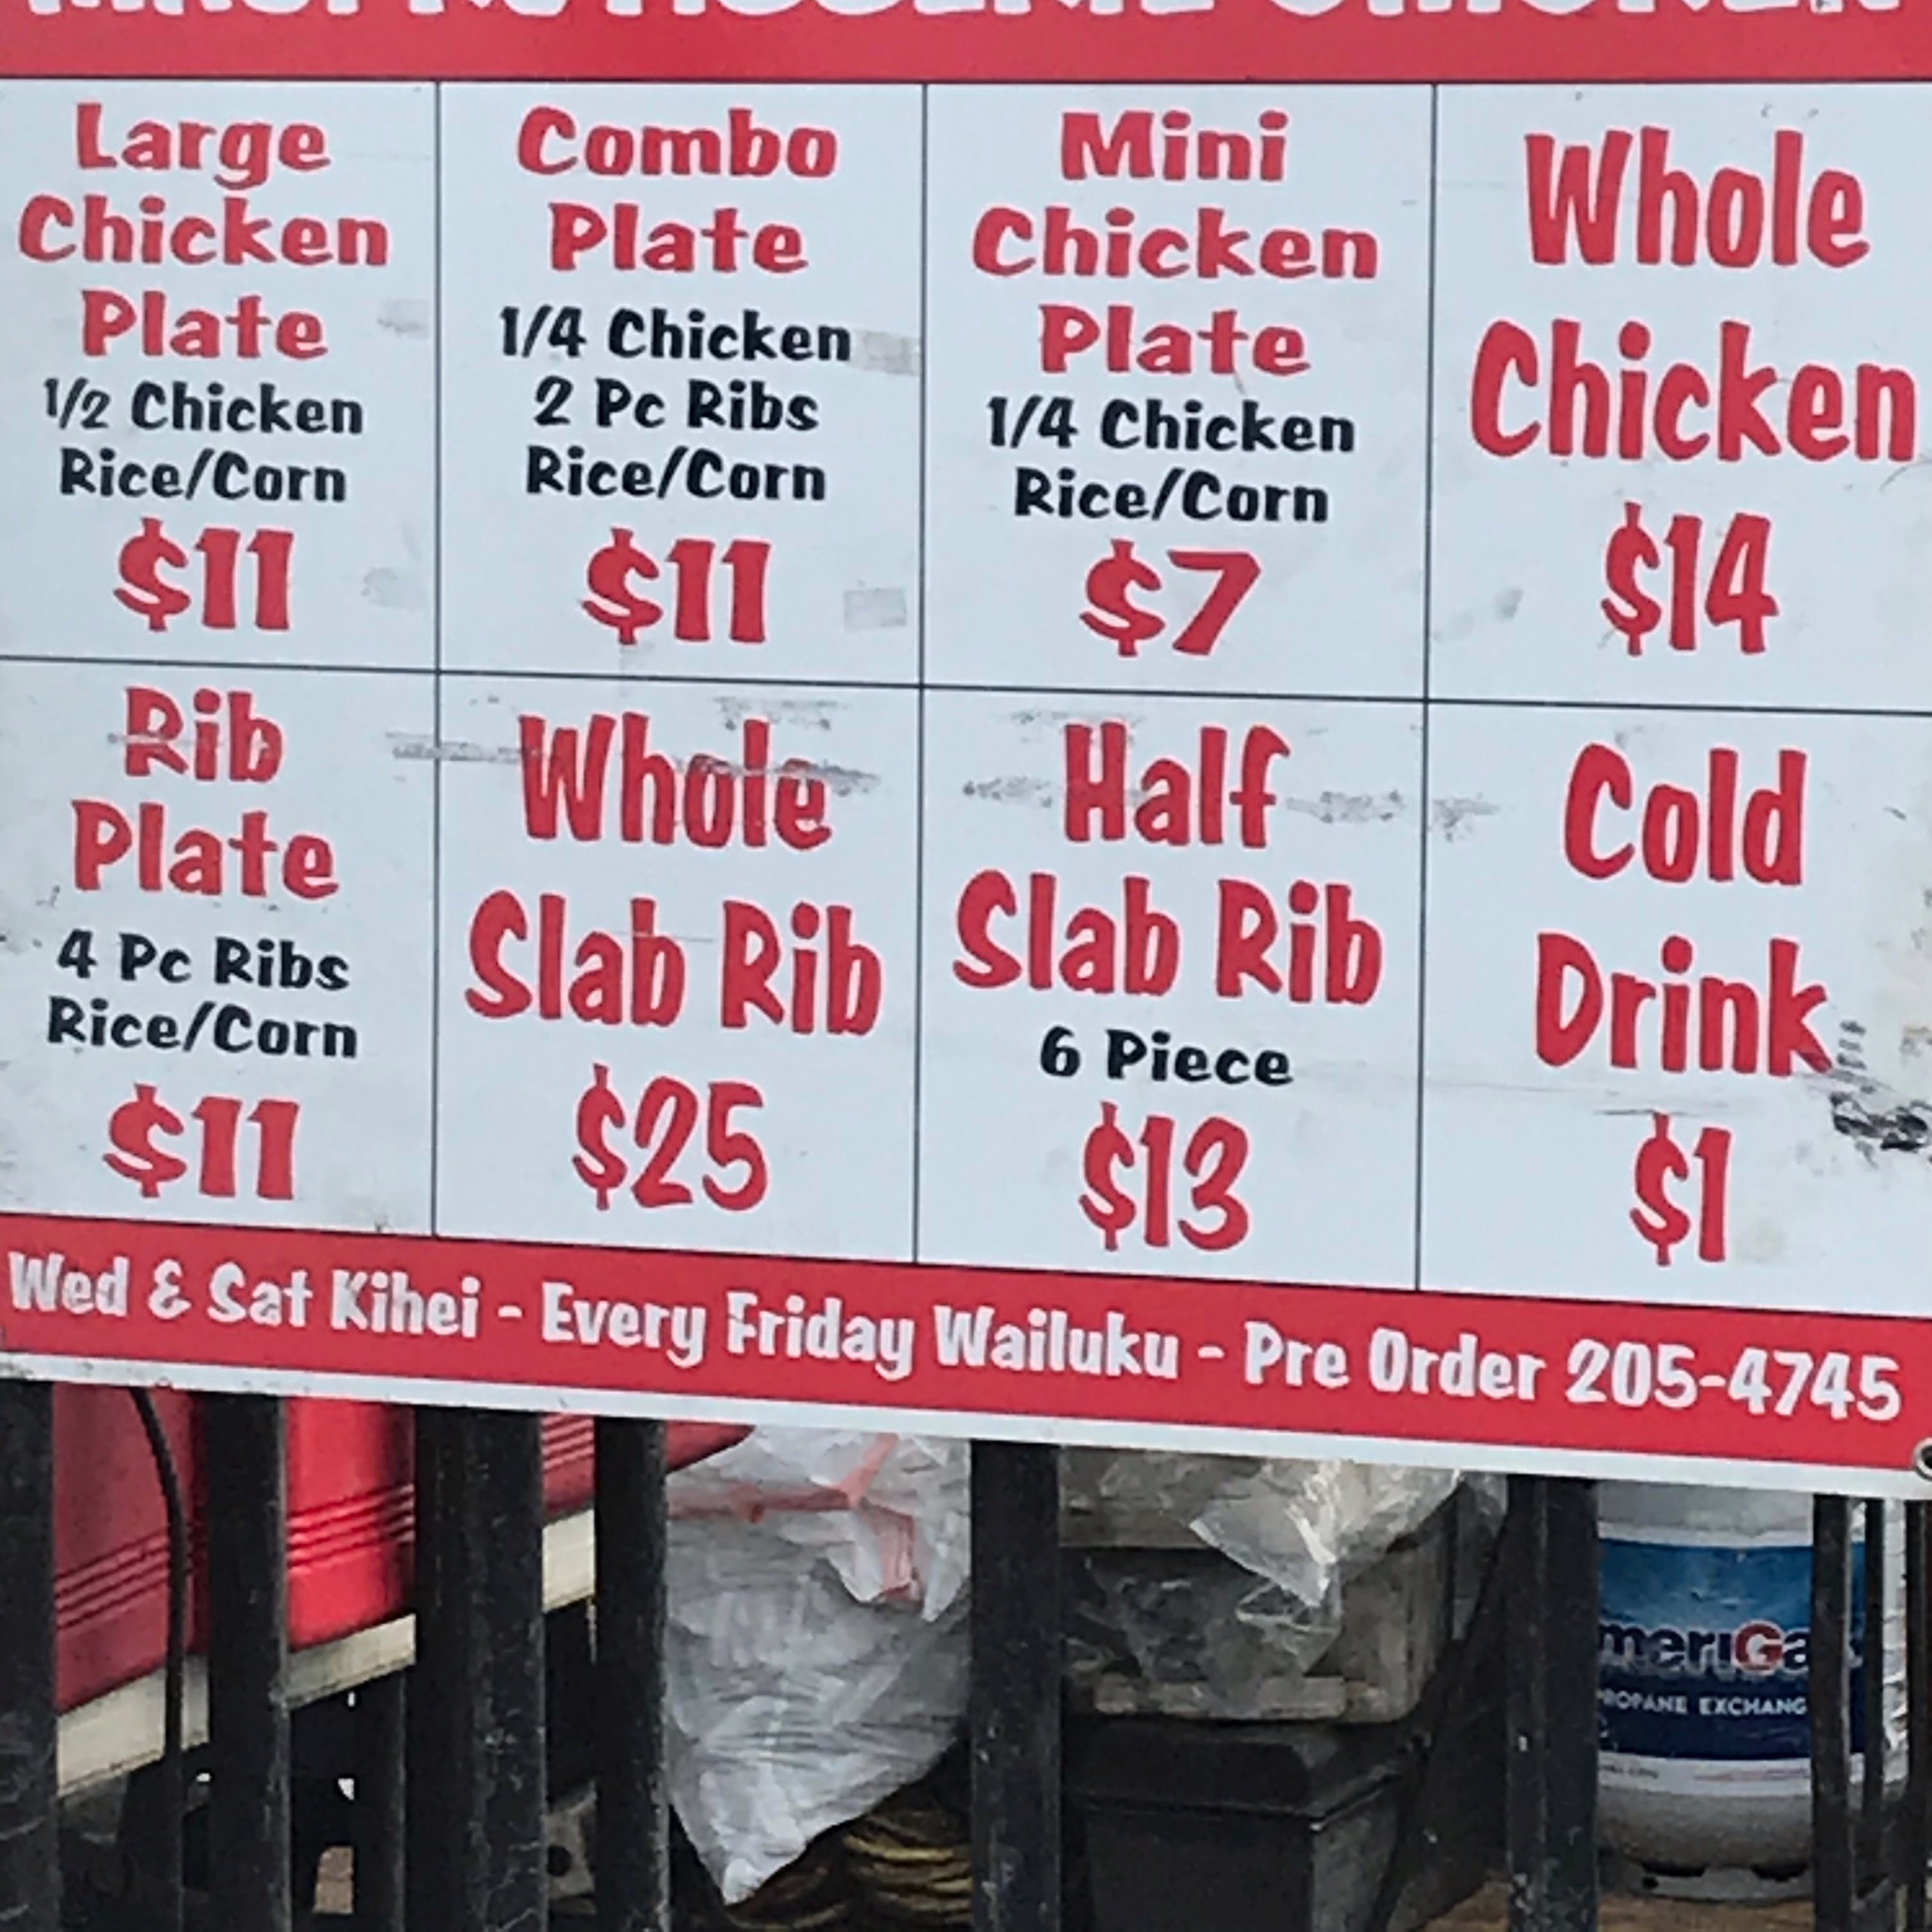 Large
Chicken
Plate
1/2 Chicken
Rice/Corn
$11
Combo
Plate
1/4 Chicken
2 Pc Ribs
Rice/Corn
$11
Mini
Chicken
Plate
1/4 Chicken
Rice/Corn
$7
Whole
Chicken
$14
Rib
Plate
4 Pc Ribs
Rice/Corn
$11
Whole
Slab Rib
$25
Half
Slab Rib
6 Piece
$13
Cold
Drink
$1
Wed & Sat Kihei - Every Friday Wailuku - Pre Order 205-4745
meriGa
ROPANE EXCHANG